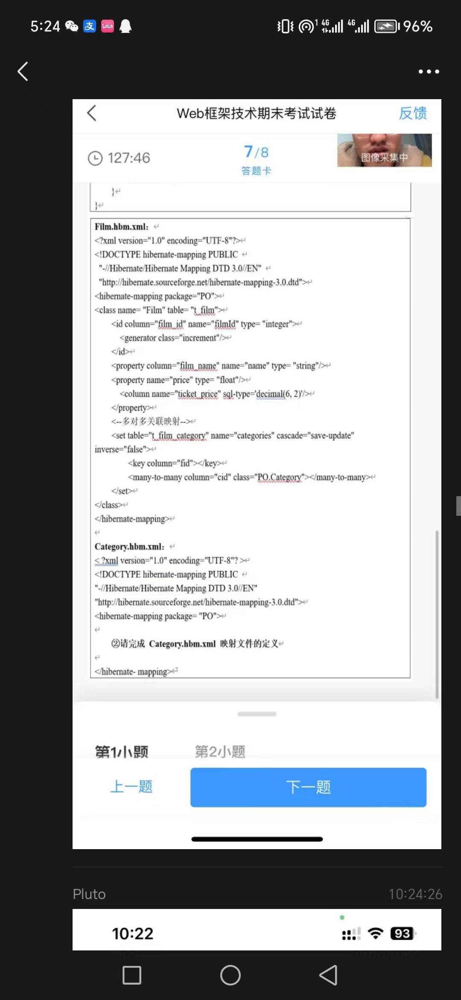 5:24
支
bilibili
1 4G 4G 96%
Web框架技术期末考试试卷
反馈
127:46
7/8
答题卡
图像采集中
}↵
}↵
Film.hbm.xml: ↵
<?xml version="1.0" encoding="UTF-8"?>↵
<!DOCTYPE hibernate-mapping PUBLIC ↵
"-//Hibernate/Hibernate Mapping DTD 3.0//EN" ↵
"http://hibernate.sourceforge.net/hibernate-mapping-3.0.dtd">↵
<hibernate-mapping package="PO">↵
<class name= "Film" table= "t_film">↵
<id column="film_id" name="filmId" type= "integer">↵
<generator class="increment"/>↵
</id>↵
<property column="film_name" name="name" type= "string"/>↵
<property name="price" type= "float"/>↵
<column name="ticket_price" sql-type='decimal(6, 2)'/>↵
</property>↵
<--多对多关联映射-->↵
<set table="t_film_category" name="categories" cascade="save-update"
inverse="false">↵
<key column="fid"></key>↵
<many-to-many column="cid" class="PO.Category"></many-to-many>↵
</set>↵
</class>↵
</hibernate-mapping>↵
↵
Category.hbm.xml: ↵
< ?xml version="1.0" encoding="UTF-8"? >↵
<!DOCTYPE hibernate-mapping PUBLIC ↵
"-//Hibernate/Hibernate Mapping DTD 3.0//EN"
"http://hibernate.sourceforge.net/hibernate-mapping-3.0.dtd">↵
<hibernate-mapping package= "PO">↵
↵
②请完成 Category.hbm.xml 映射文件的定义↵
↵
</hibernate- mapping>↵
第1小题 第2小题
上一题 下一题
Pluto 10:24:26
10:22 93